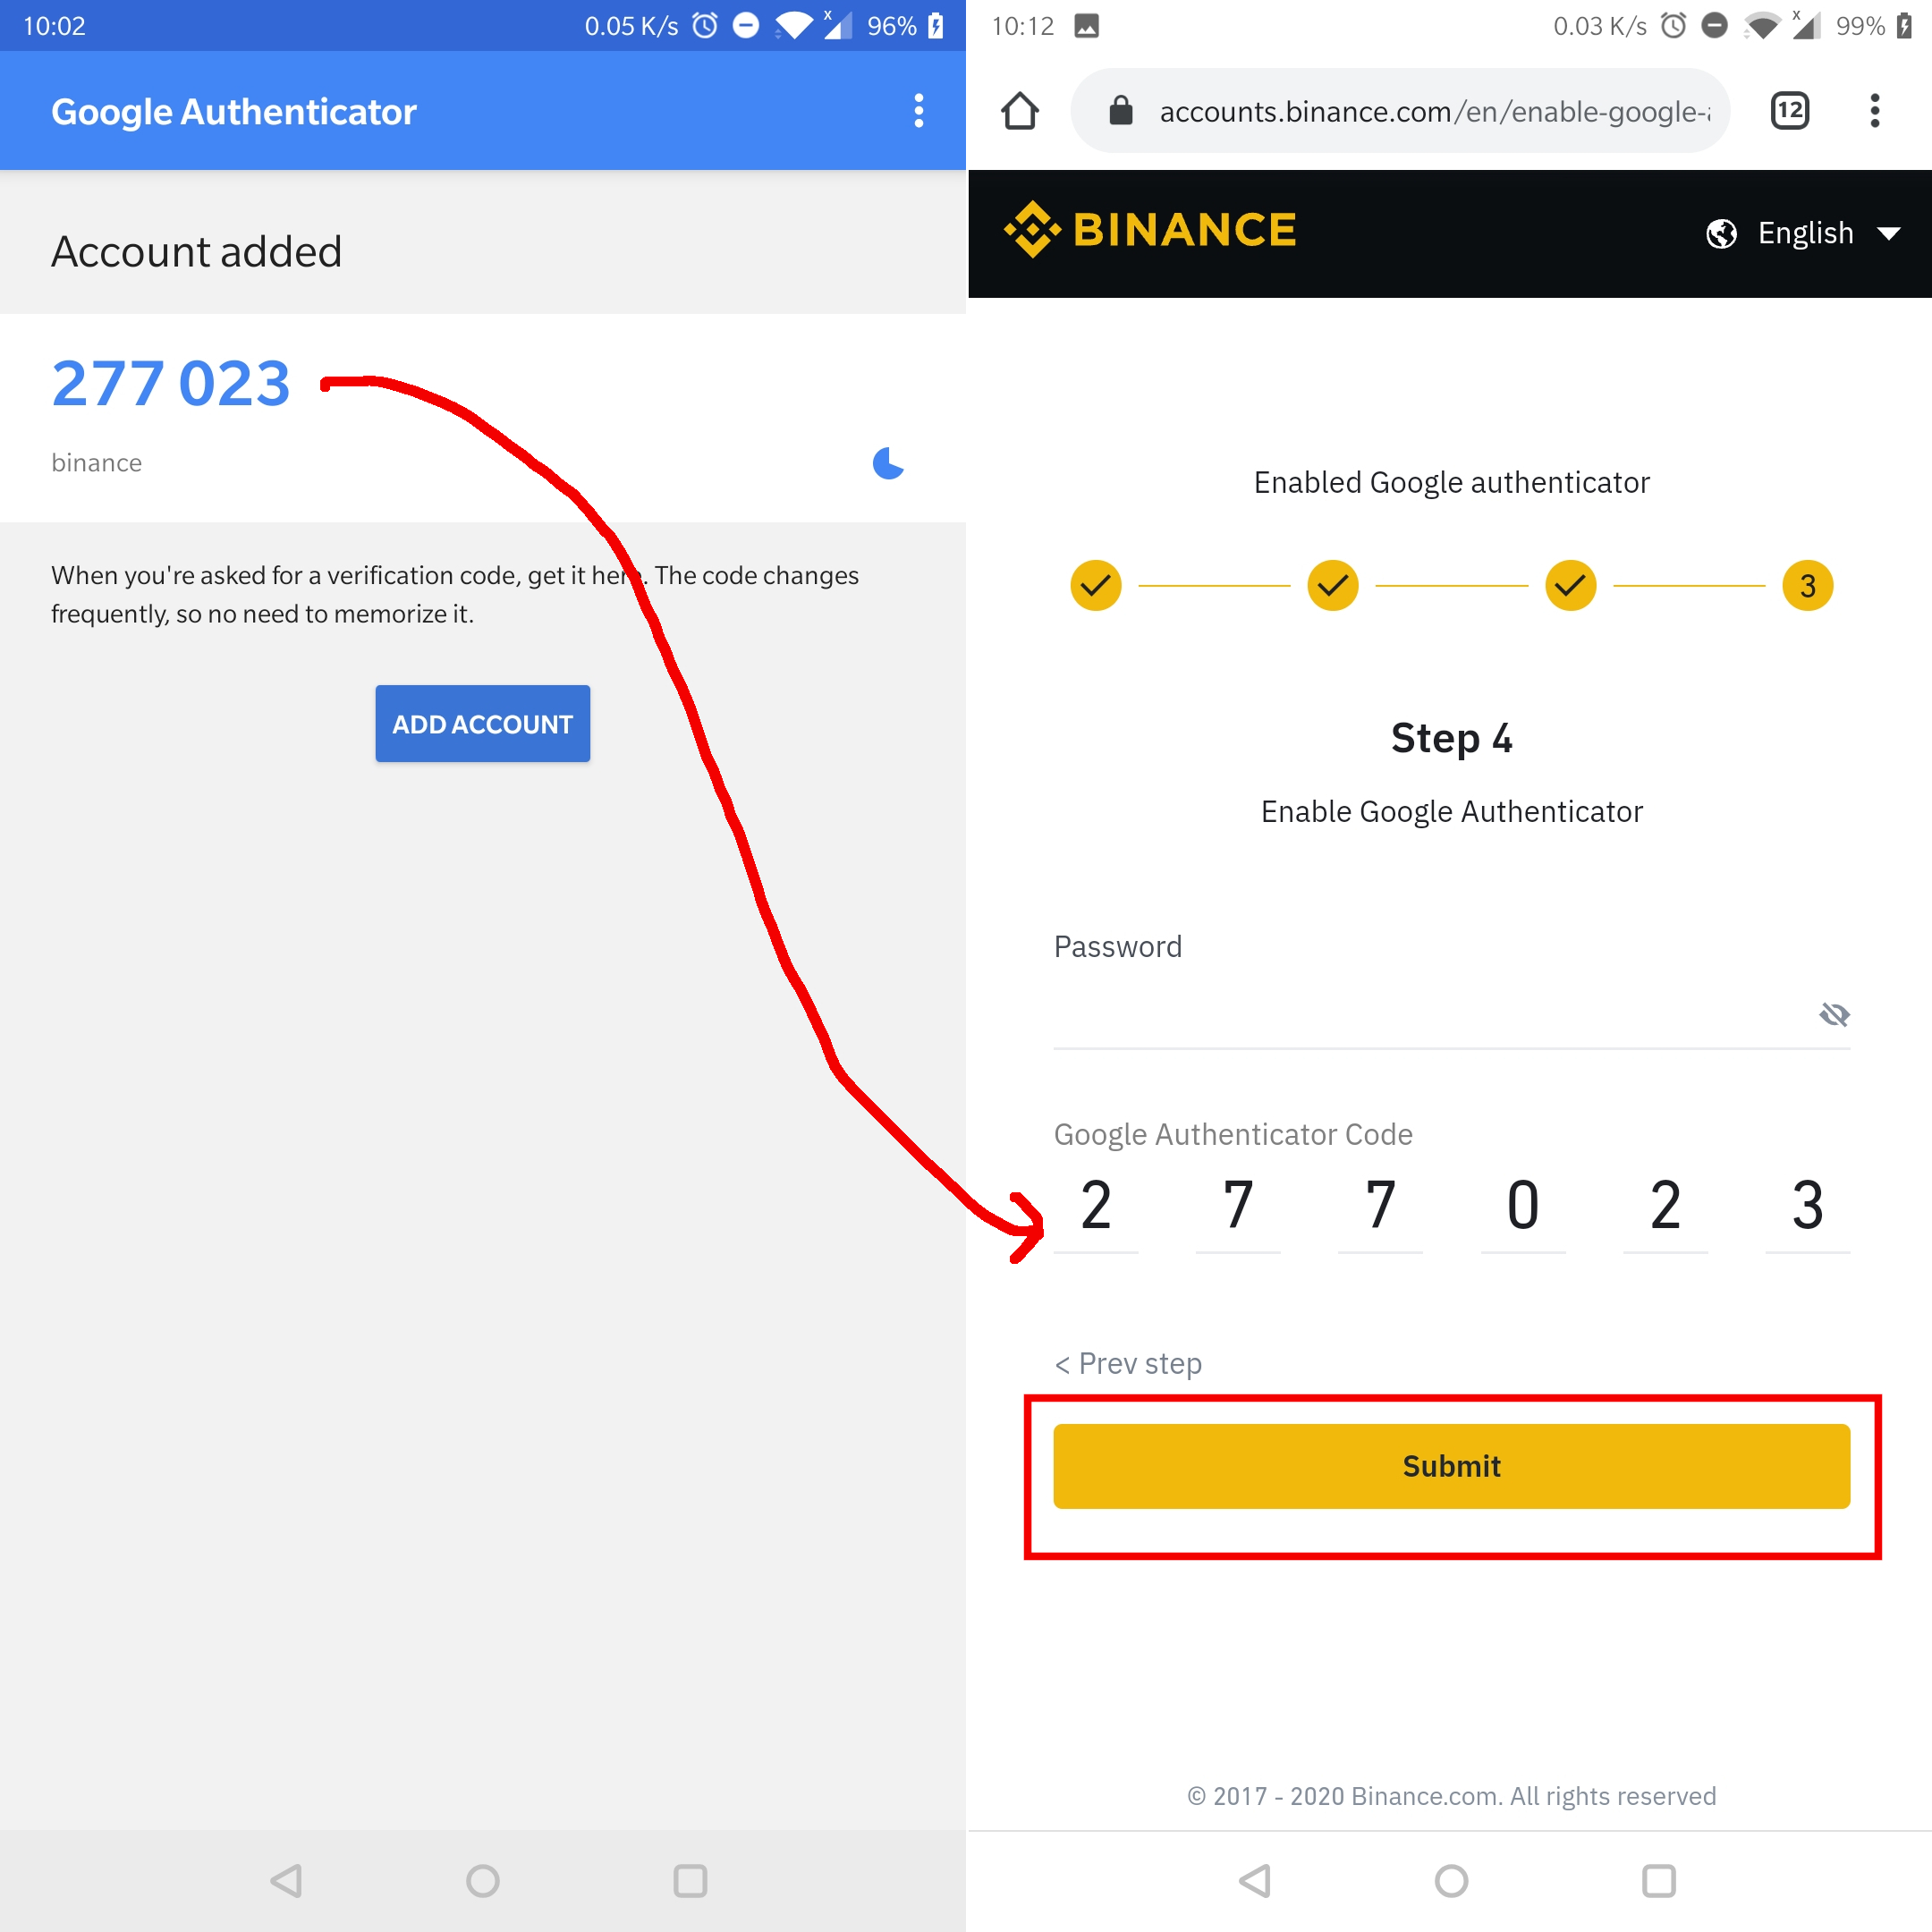 10:02
0.05 K/s
96%
Google Authenticator
Account added
277 023
binance
When you're asked for a verification code, get it here. The code changes
frequently, so no need to memorize it.
ADD ACCOUNT
10:12
0.03 K/s
x
99%
accounts.binance.com/en/enable-google-
12
BINANCE
English
Enabled Google authenticator
3
Step 4
Enable Google Authenticator
Password
Google Authenticator Code
2 7 7 0 2 3
< Prev step
Submit
© 2017 - 2020 Binance.com. All rights reserved